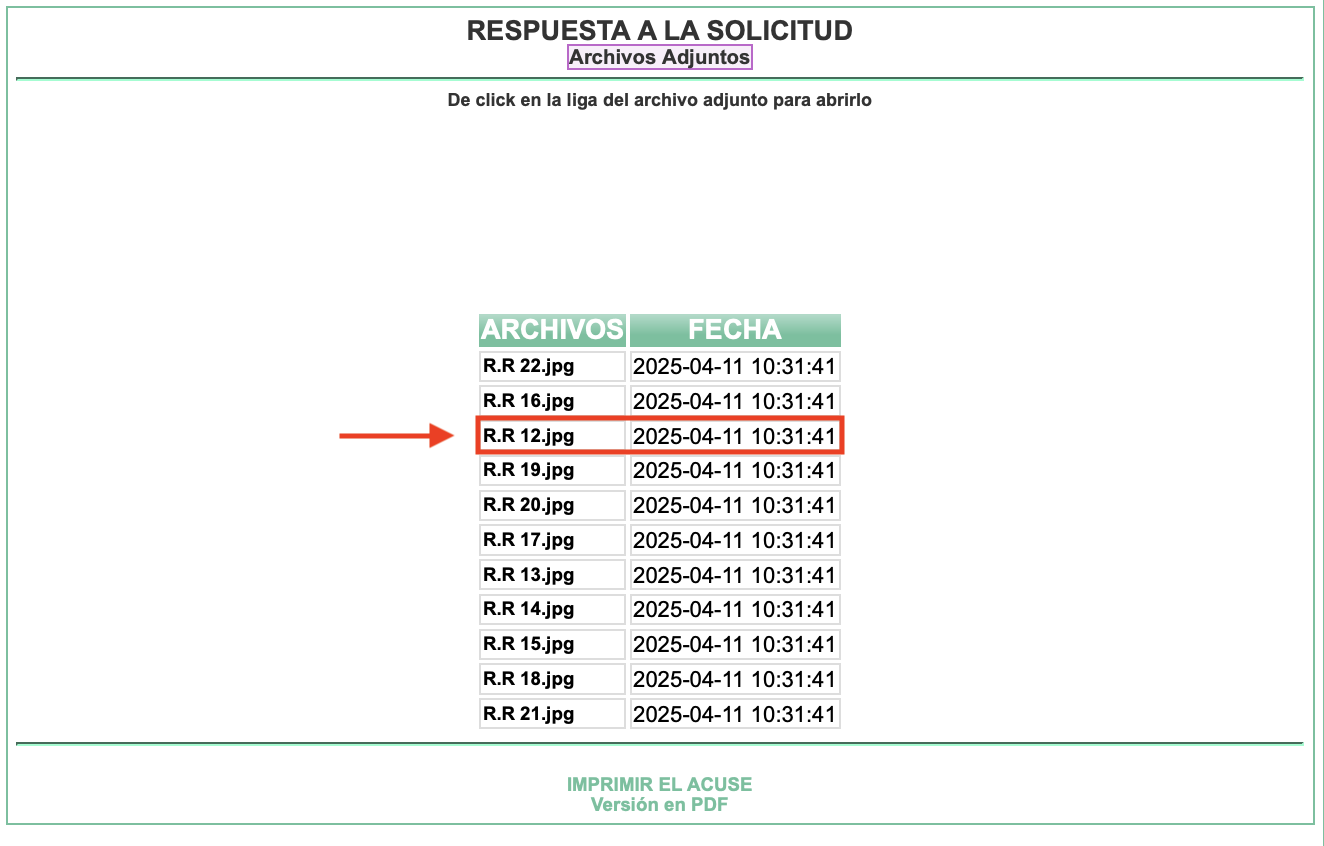 RESPUESTA A LA SOLICITUD
Archivos Adjuntos
De click en la liga del archivo adjunto para abrirlo
ARCHIVOS FECHA
R.R 22.jpg 2025-04-11 10:31:41
R.R 16.jpg 2025-04-11 10:31:41
R.R 12.jpg 2025-04-11 10:31:41
R.R 19.jpg 2025-04-11 10:31:41
R.R 20.jpg 2025-04-11 10:31:41
R.R 17.jpg 2025-04-11 10:31:41
R.R 13.jpg 2025-04-11 10:31:41
R.R 14.jpg 2025-04-11 10:31:41
R.R 15.jpg 2025-04-11 10:31:41
R.R 18.jpg 2025-04-11 10:31:41
R.R 21.jpg 2025-04-11 10:31:41
IMPRIMIR EL ACUSE
Versión en PDF